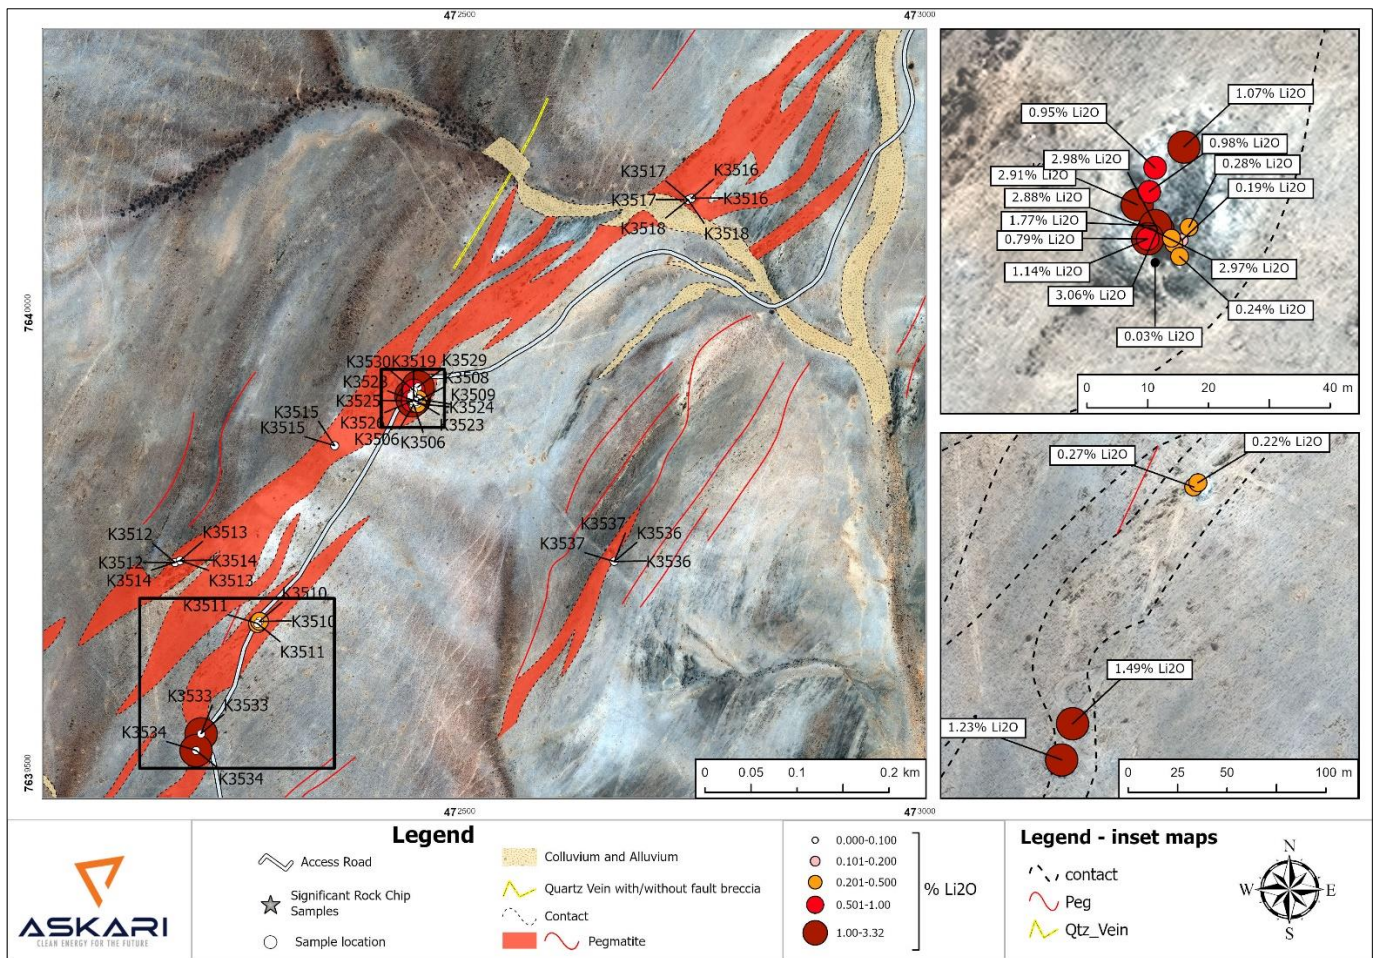 472500
473000
7640000
7639500
K3517
K3516
K3517
K3516
K3518
K3518
K3530
K3519
K3529
K3508
K3509
K3525
K3524
K3523
K3506
K3506
K3515
K3515
K3512
K3513
K3512
K3514
K3514
K3513
K3537
K3536
K3537
K3536
K3511
K3510
K3510
K3511
K3533
K3533
K3534
K3534
0 0.05 0.1 0.2 km
1.07% Li2O
0.95% Li2O
0.98% Li2O
2.98% Li2O
0.28% Li2O
2.91% Li2O
0.19% Li2O
2.88% Li2O
1.77% Li2O
0.79% Li2O
2.97% Li2O
1.14% Li2O
3.06% Li2O
0.24% Li2O
0.03% Li2O
0 10 20 40 m
0.22% Li2O
0.27% Li2O
1.49% Li2O
1.23% Li2O
0 25 50 100 m
ASKARI
CLEAN ENERGY FOR THE FUTURE
Legend
Access Road
Significant Rock Chip
Samples
Sample location
Colluvium and Alluvium
Quartz Vein with/without fault breccia
Contact
Pegmatite
0.000-0.100
0.101-0.200
0.201-0.500
0.501-1.00
1.00-3.32
% Li2O
Legend - inset maps
contact
Peg
Qtz_Vein
N
W
E
S